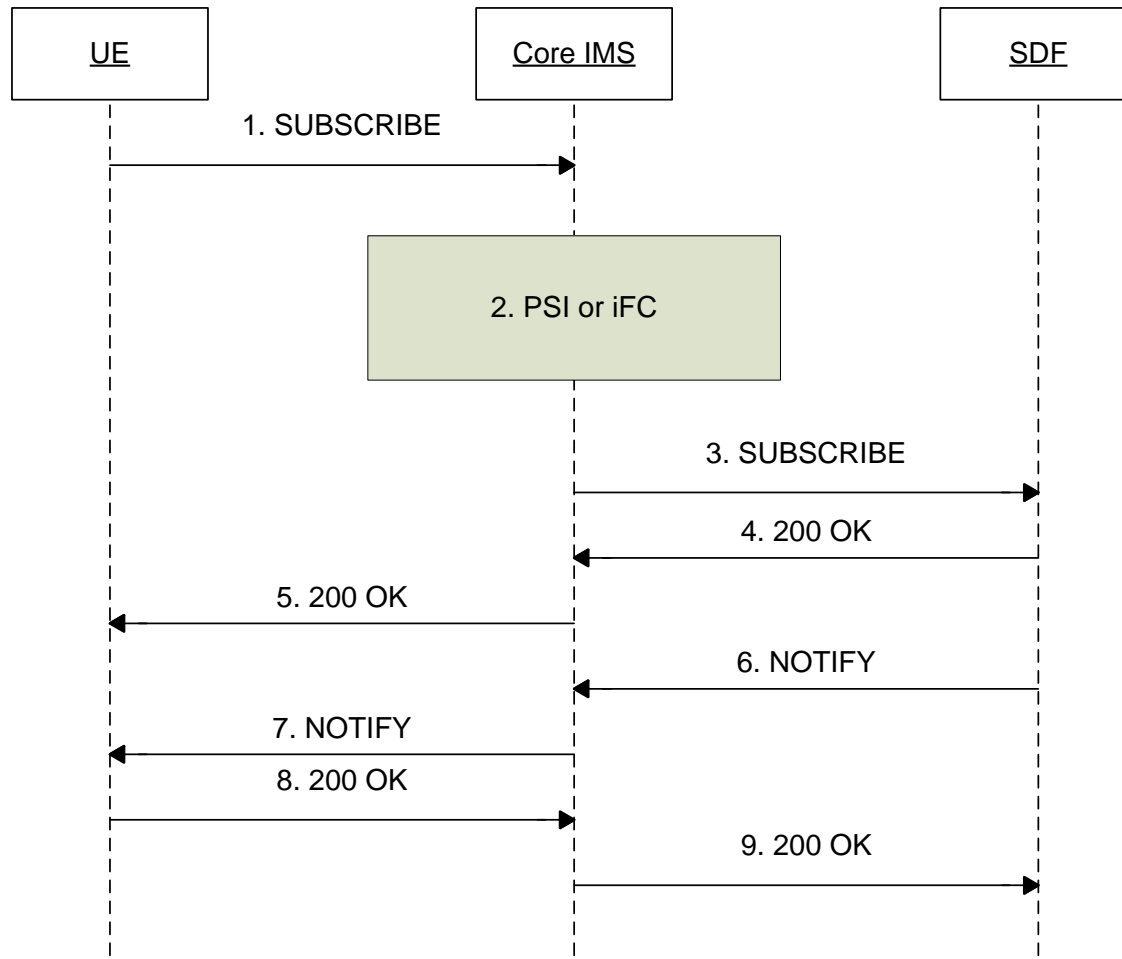 UE
Core IMS
SDF
1. SUBSCRIBE
2. PSI or iFC
3. SUBSCRIBE
4. 200 OK
5. 200 OK
6. NOTIFY
7. NOTIFY
8. 200 OK
9. 200 OK